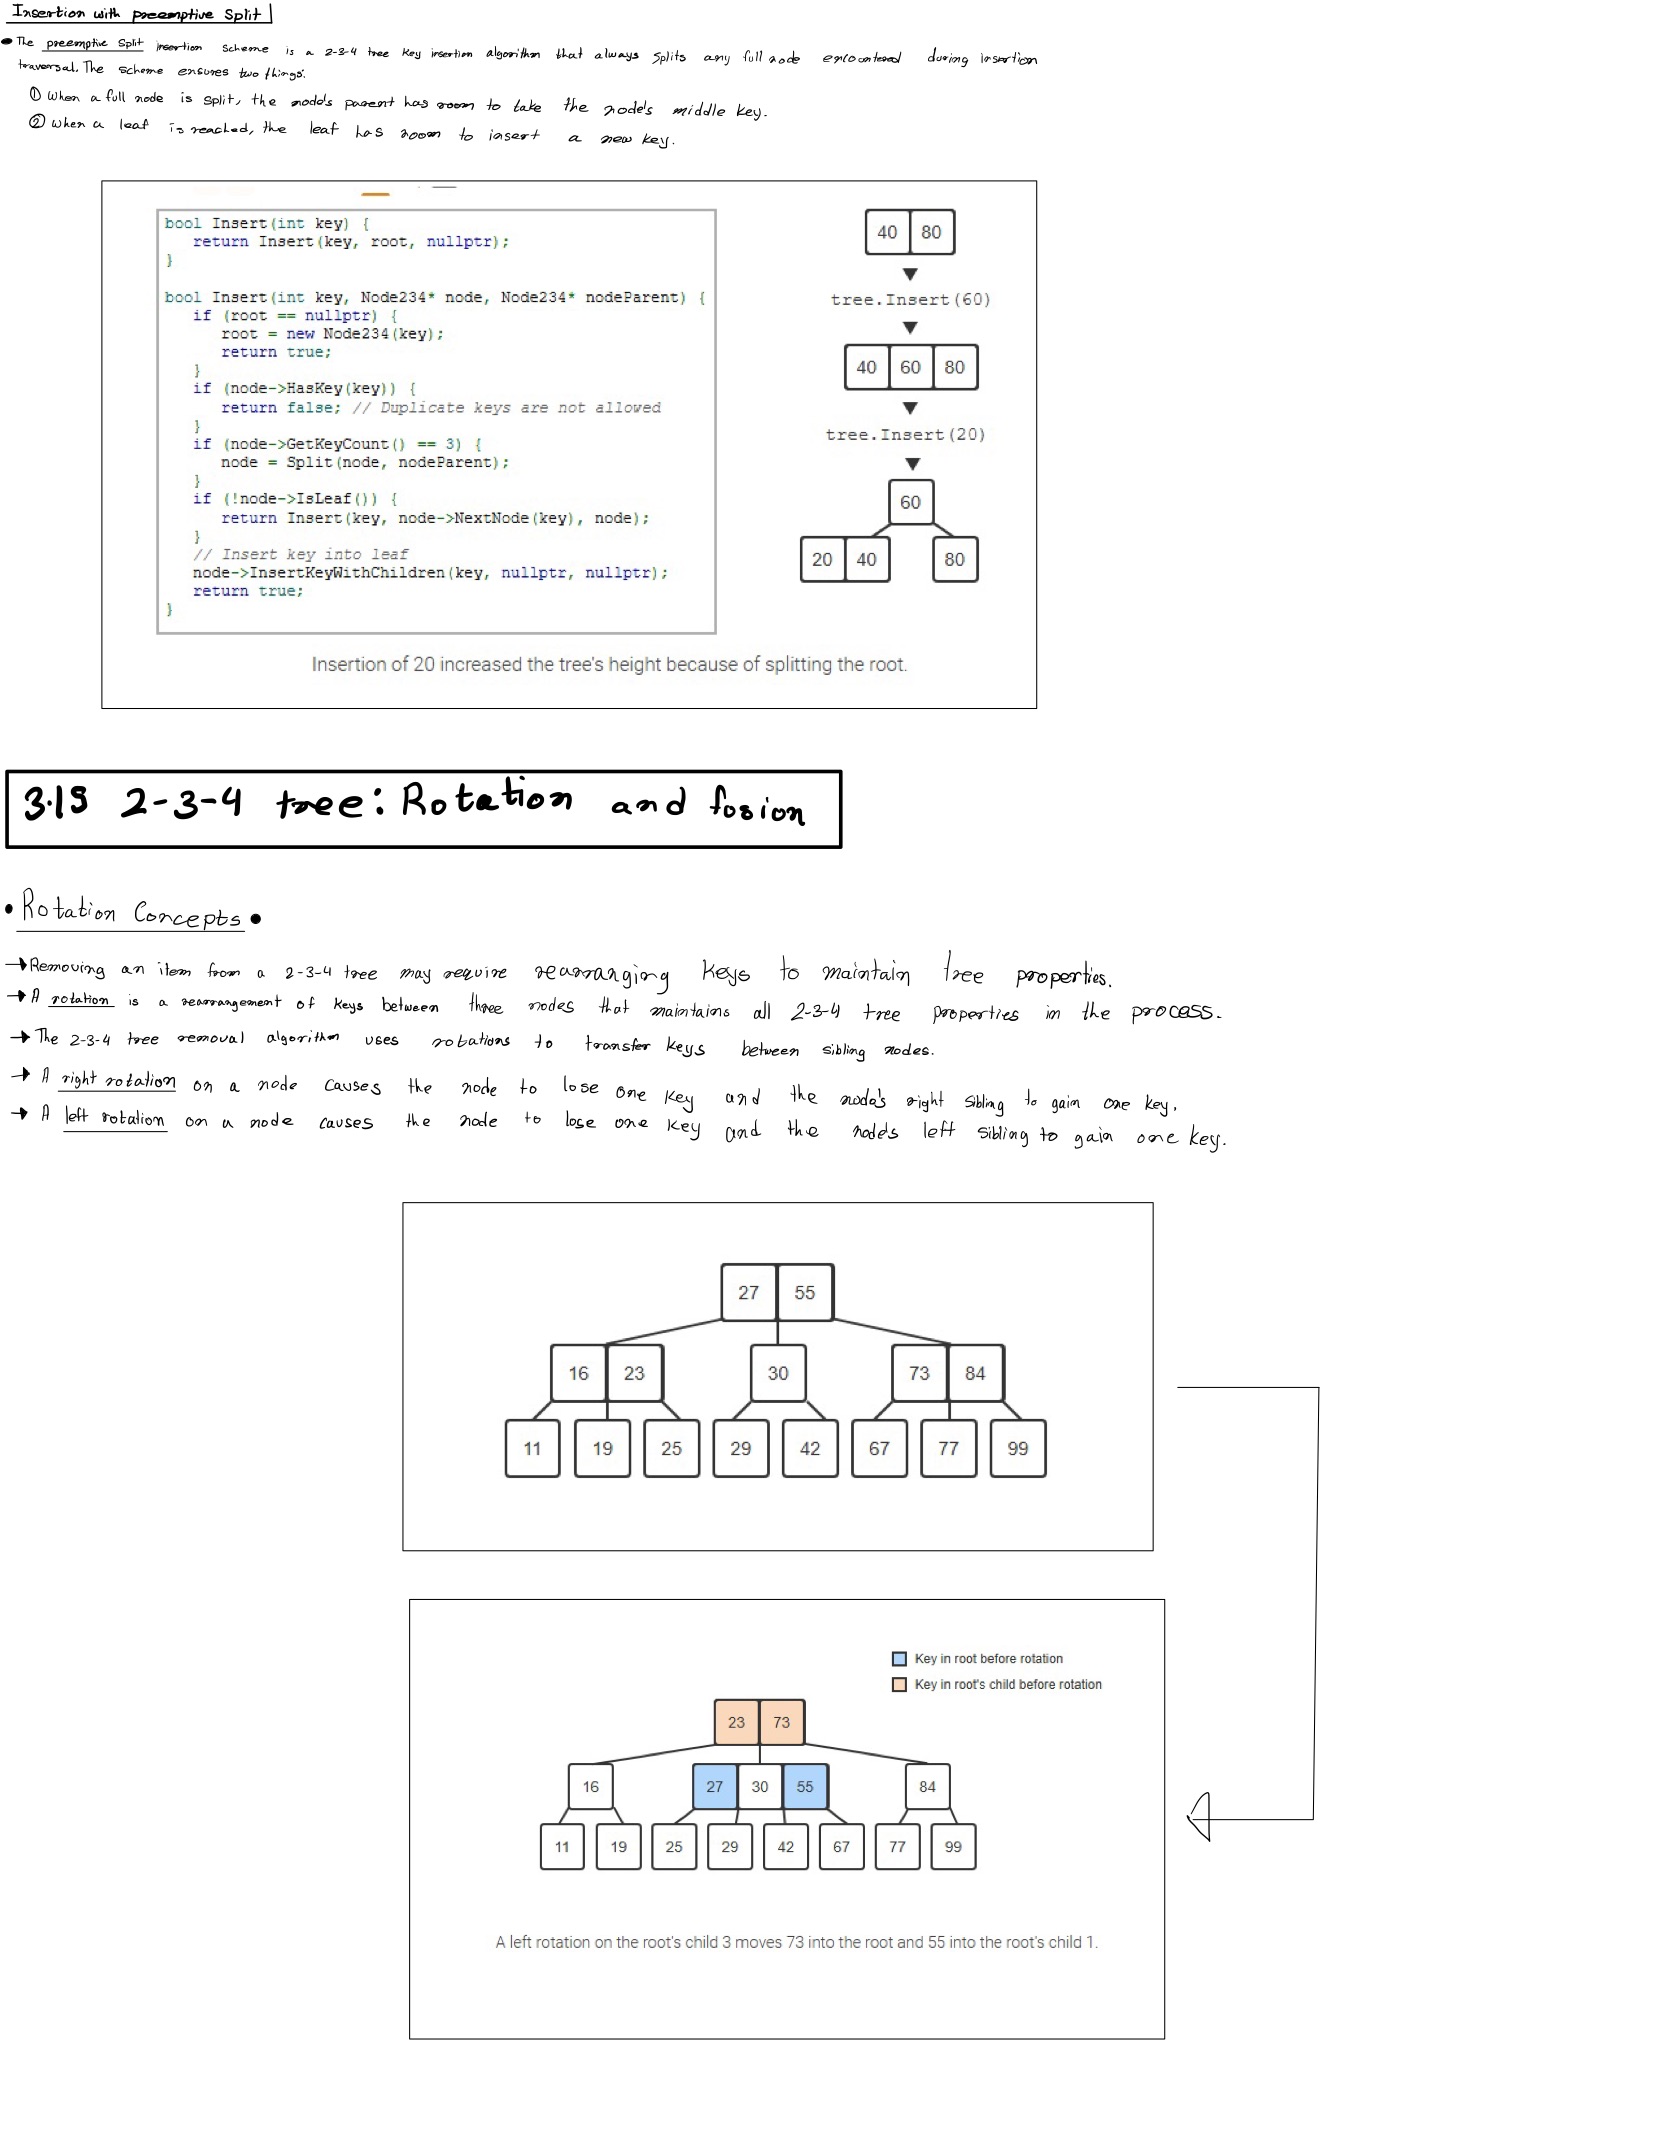 Insertion with preemptive Split
The preemptive Split insertion scheme is a 2-3-4 tree key insertion algorithm that always splits any full node encountered during insertion
traversal. The scheme ensures two things.
① When a full node is split, the node's parent has room to take the node's middle key.
② When a leaf is reached, the leaf has room to insert a new key.
bool Insert(int key) {
return Insert(key, root, nullptr);
}
bool Insert(int key, Node234* node, Node234* nodeParent) {
if (root == nullptr) {
root = new Node234(key);
return true;
}
if (node->HasKey(key)) {
return false; // Duplicate keys are not allowed
}
if (node->GetKeyCount() == 3) {
node = Split(node, nodeParent);
}
if (!node->IsLeaf()) {
return Insert(key, node->NextNode(key), node);
}
// Insert key into leaf
node->InsertKeyWithChildren(key, nullptr, nullptr);
return true;
}
40 80
tree.Insert(60)
40 60 80
tree.Insert(20)
60
20 40 80
Insertion of 20 increased the tree's height because of splitting the root.
2-3-4 tree: Rotation and fusion
• Rotation Concepts •
→ Removing an item from a 2-3-4 tree may require rearranging keys to maintain tree properties.
→ A rotation is a rearrangement of keys between three nodes that maintains all 2-3-4 tree properties in the process.
→ The 2-3-4 tree removal algorithm uses rotations to transfer keys between sibling nodes.
→ A right rotation on a node causes the node to lose one key and the node's right sibling to gain one key.
→ A left rotation on a node causes the node to lose one key and the node's left sibling to gain one key.
27 55
16 23 30 73 84
11 19 25 29 42 67 77 99
Key in root before rotation
Key in root's child before rotation
23 73
16 27 30 55 84
11 19 25 29 42 67 77 99
A left rotation on the root's child 3 moves 73 into the root and 55 into the root's child 1.